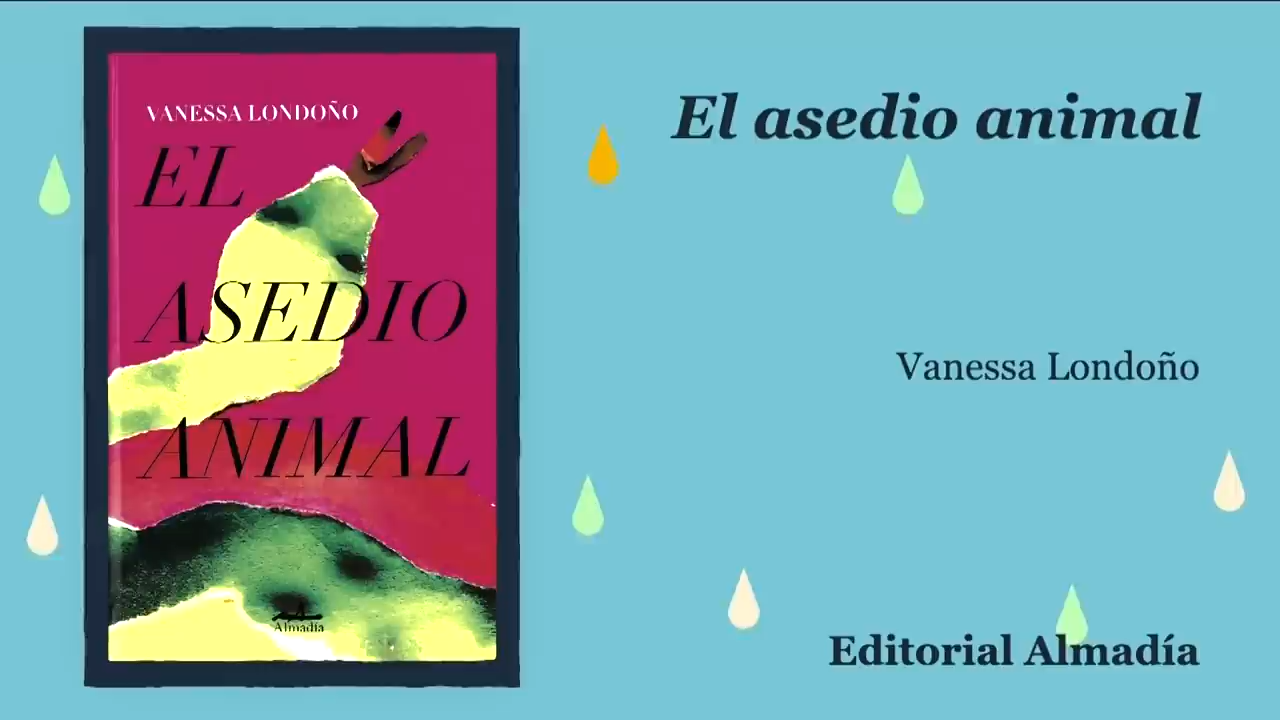 VANESSA LONDOÑO
EL
ASEDIO
ANIMAL
Almadía
El asedio animal
Vanessa Londoño
Editorial Almadía